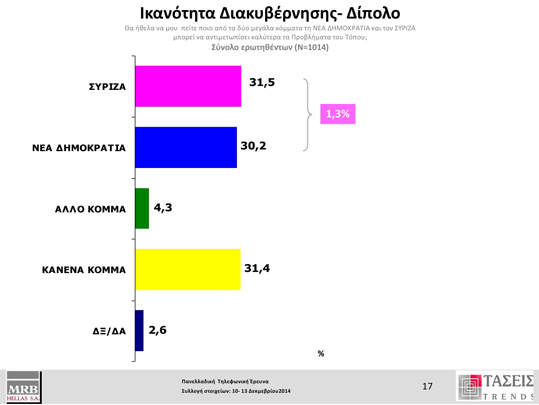 Ικανότητα Διακυβέρνησης- Δίπολο
Θα ήθελα να μου πείτε ποιο από τα δύο μεγάλα κόμματα τη ΝΕΑ ΔΗΜΟΚΡΑΤΙΑ και τον ΣΥΡΙΖΑ
μπορεί να αντιμετωπίσει καλύτερα τα Προβλήματα του Τόπου;
Σύνολο ερωτηθέντων (Ν=1014)
ΣΥΡΙΖΑ 31,5
1,3%
ΝΕΑ ΔΗΜΟΚΡΑΤΙΑ 30,2
ΑΛΛΟ ΚΟΜΜΑ 4,3
ΚΑΝΕΝΑ ΚΟΜΜΑ 31,4
ΔΞ/ΔΑ 2,6
%
MRB
HELLAS S.A.
Πανελλαδική Τηλεφωνική Έρευνα
Συλλογή στοιχείων: 10- 13 Δεκεμβρίου2014
17
ΤΑΣΕΙΣ
TRENDS